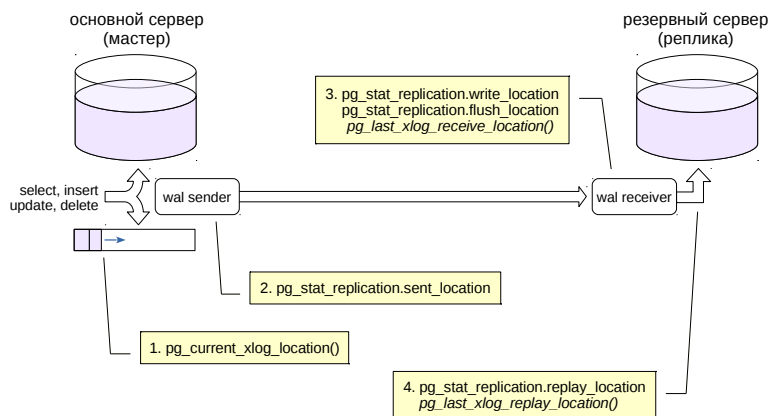 основной сервер
(мастер)
резервный сервер
(реплика)
3. pg_stat_replication.write_location
pg_stat_replication.flush_location
pg_last_xlog_receive_location()
select, insert
update, delete
wal sender
wal receiver
2. pg_stat_replication.sent_location
1. pg_current_xlog_location()
4. pg_stat_replication.replay_location
pg_last_xlog_replay_location()